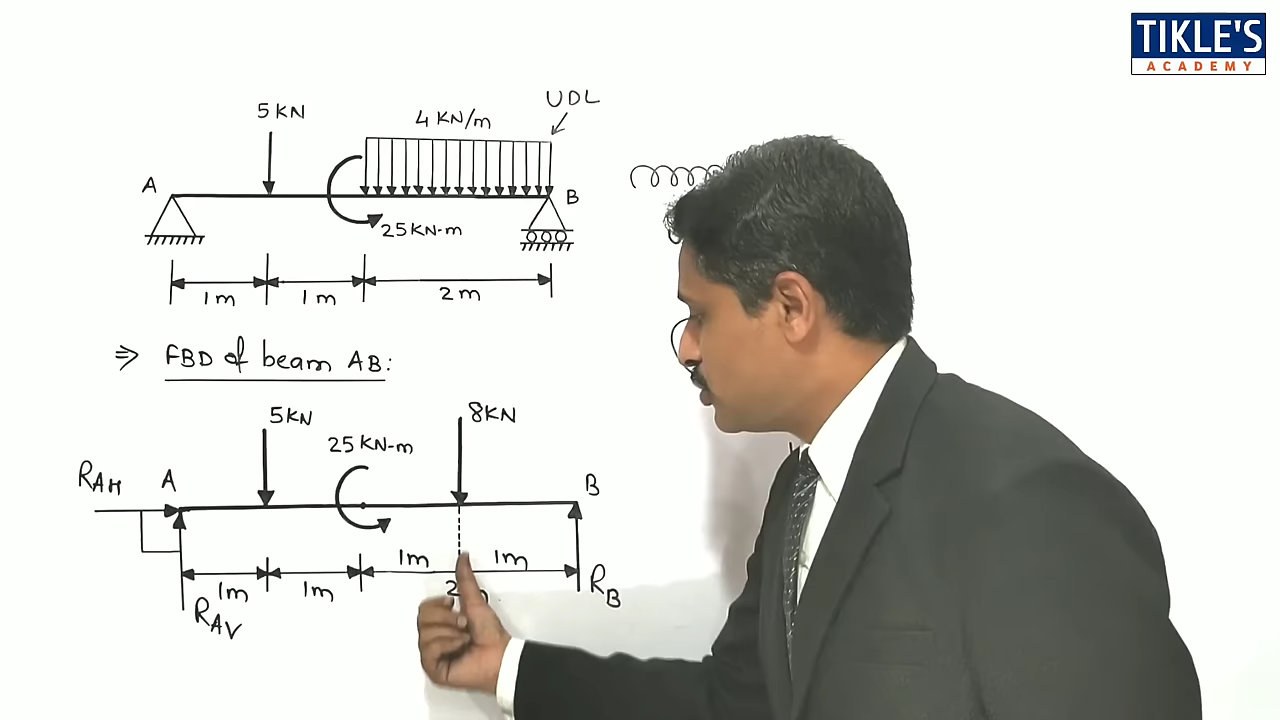 TIKLE'S
ACADEMY
UDL
5 KN
4 KN/m
A
B
25 KN-m
1m
1m
2m
⇒ FBD of beam AB:
5KN
8KN
25 KN-m
RAH
A
B
1m
1m
1m
1m
RB
RAV